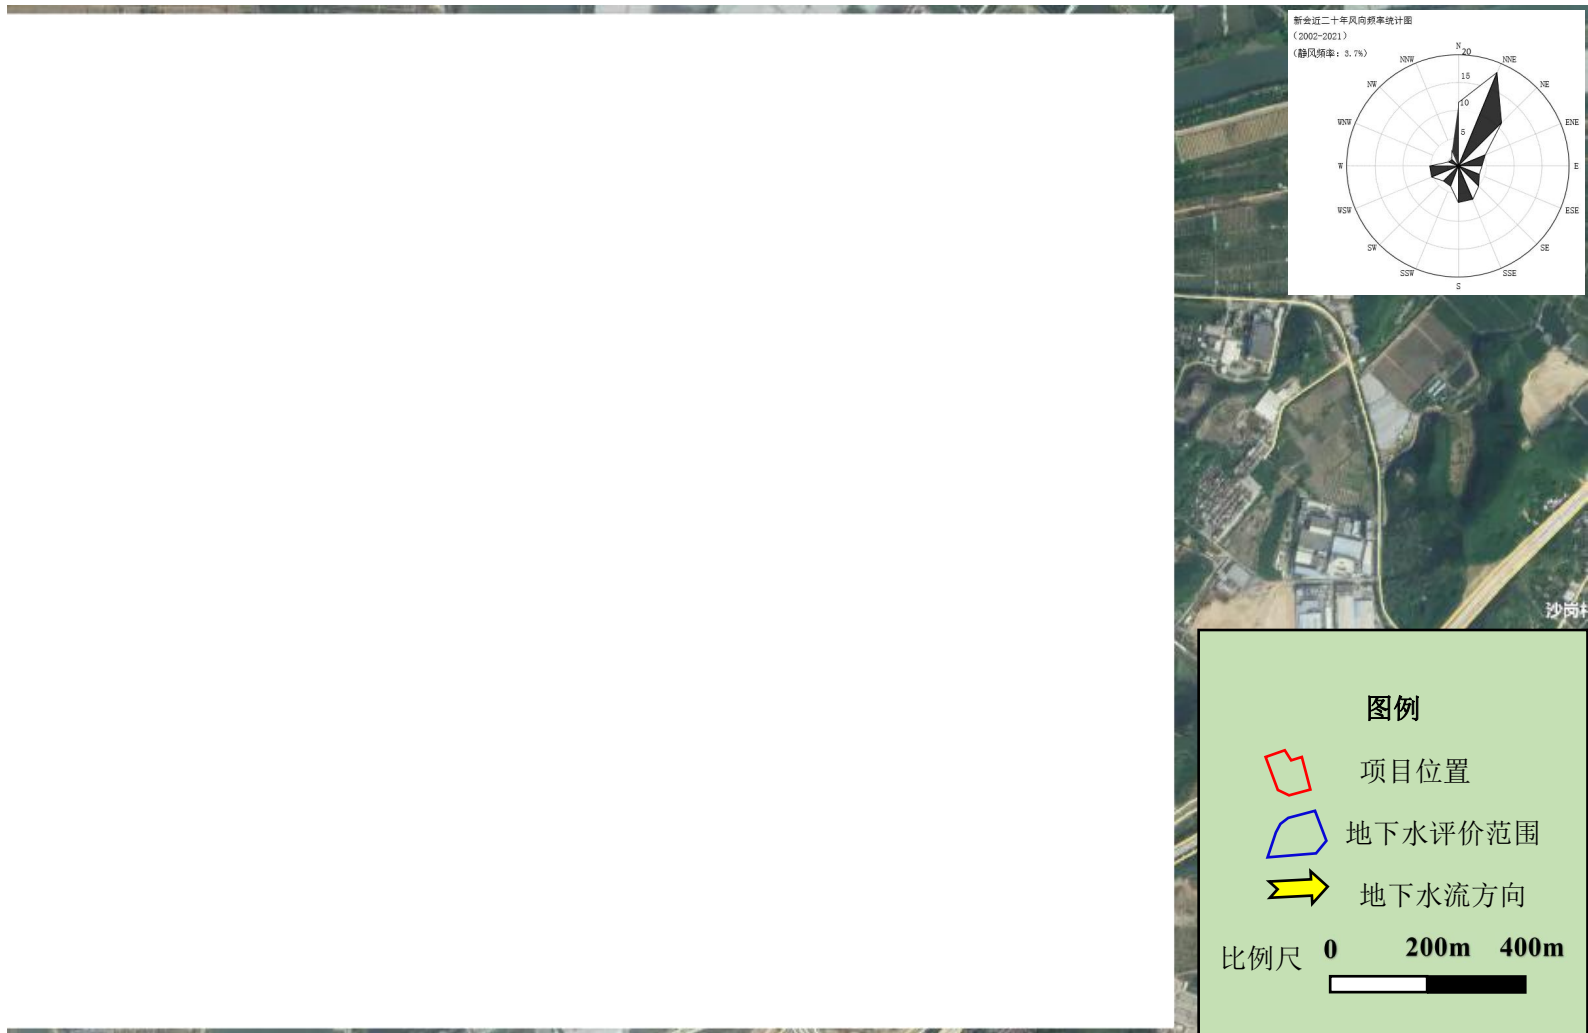 新会近二十年风向频率统计图
（2002-2021）
（静风频率：3.7%）
N
20
NNW
NNE
15
NW
NE
10
WNW
ENE
5
W
E
WSW
ESE
SW
SE
SSW
SSE
S
沙岗
图例
项目位置
地下水评价范围
地下水流方向
比例尺 0 200m 400m